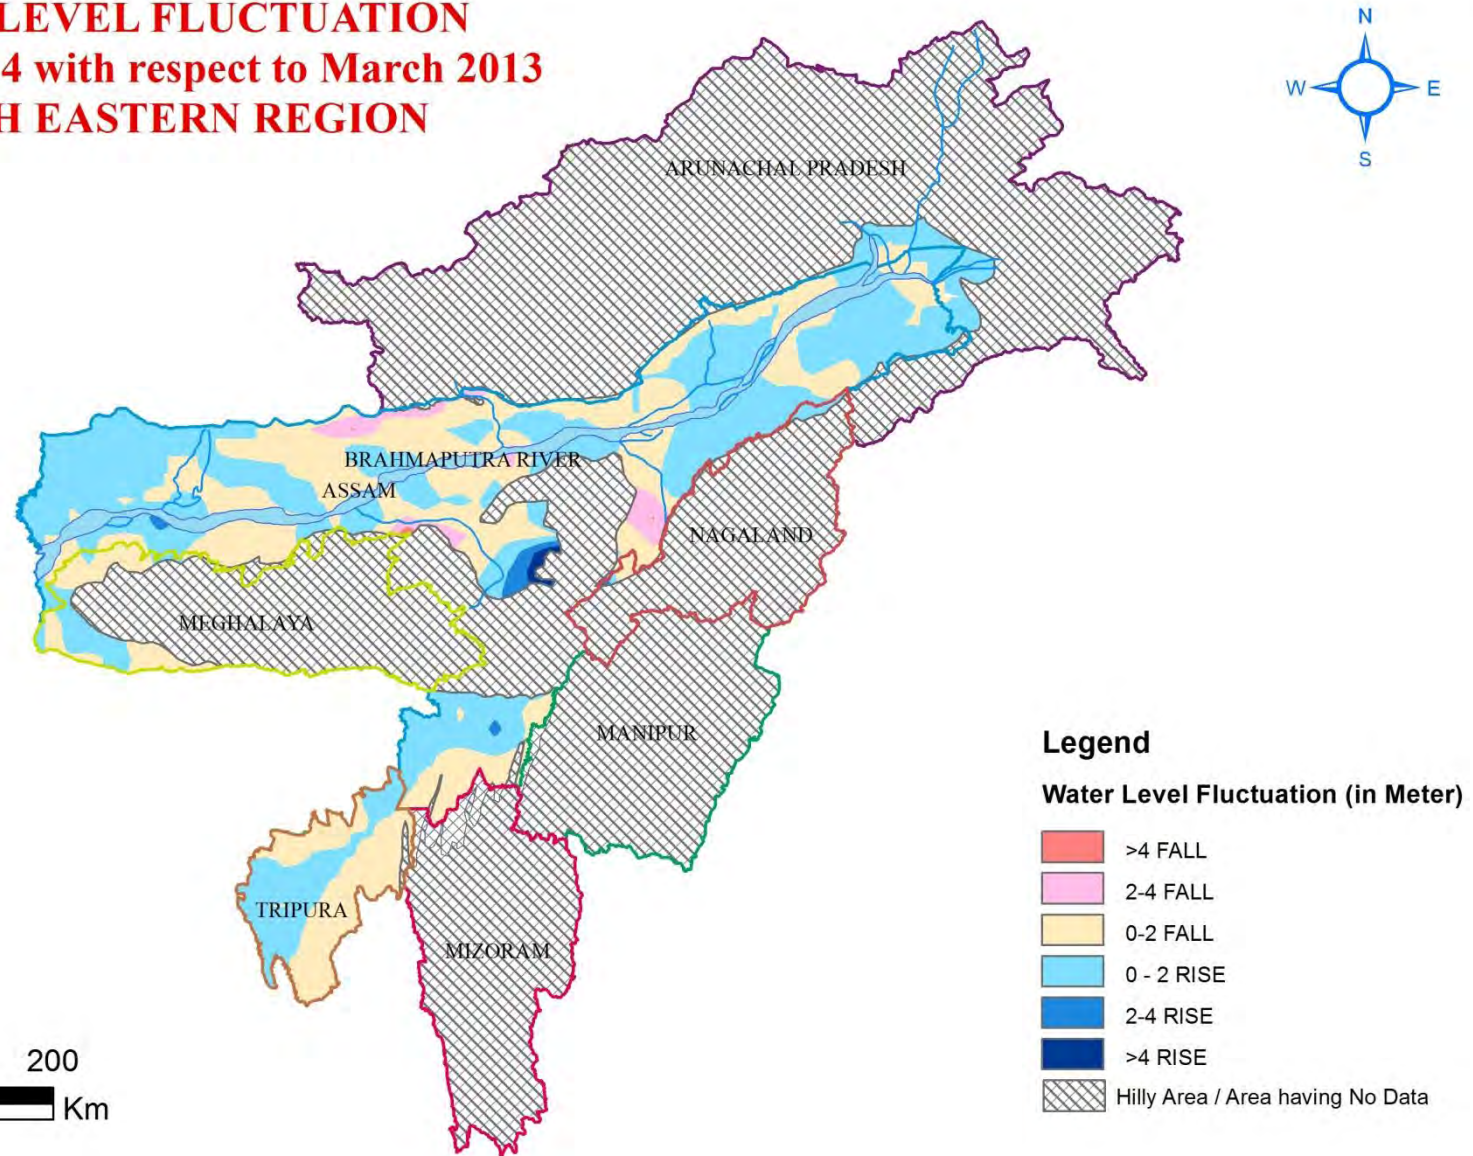 LEVEL FLUCTUATION
4 with respect to March 2013
H EASTERN REGION
N
W E
S
ARUNACHAL PRADESH
BRAHMAPUTRA RIVER
ASSAM
NAGALAND
MEGHALAYA
MANIPUR
TRIPURA
MIZORAM
Legend
Water Level Fluctuation (in Meter)
>4 FALL
2-4 FALL
0-2 FALL
0 - 2 RISE
2-4 RISE
>4 RISE
Hilly Area / Area having No Data
200
Km